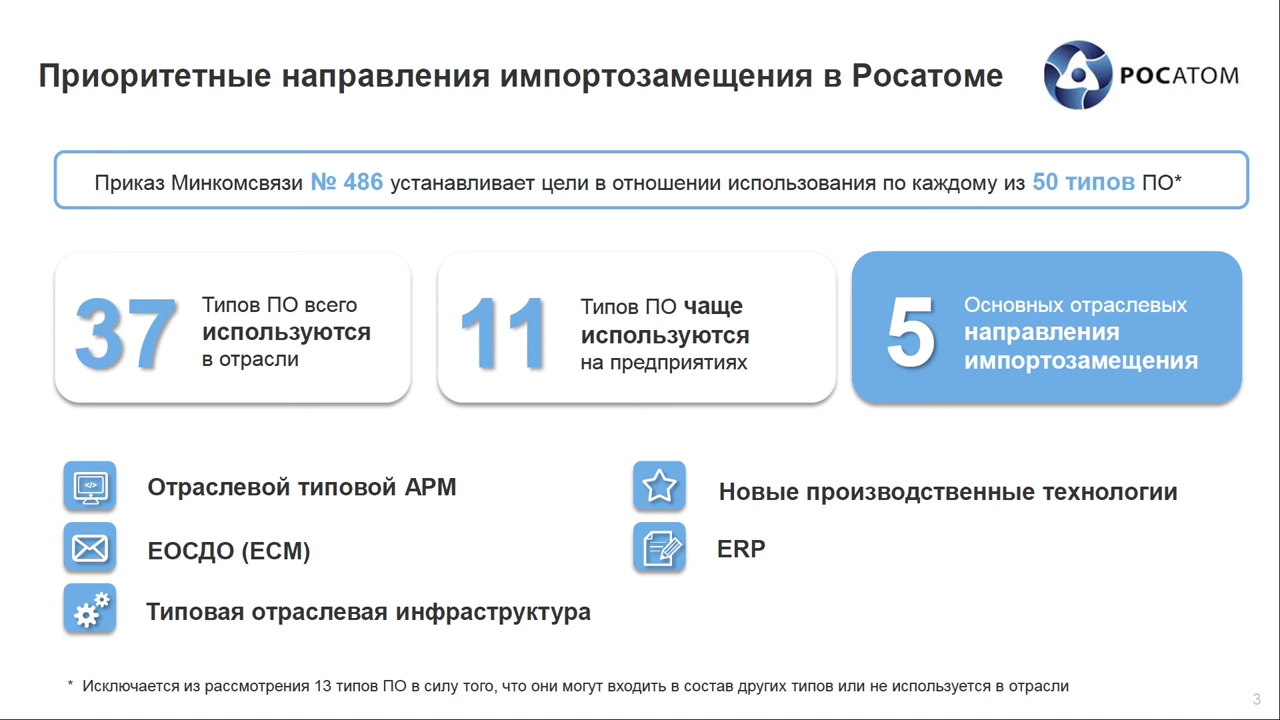 Приоритетные направления импортозамещения в Росатоме
РОСАТОМ
Приказ Минкомсвязи № 486 устанавливает цели в отношении использования по каждому из 50 типов ПО*
37
Типов ПО всего
используются
в отрасли
11
Типов ПО чаще
используются
на предприятиях
5
Основных отраслевых
направления
импортозамещения
Отраслевой типовой АРМ
ЕОСДО (ECM)
Типовая отраслевая инфраструктура
Новые производственные технологии
ERP
* Исключается из рассмотрения 13 типов ПО в силу того, что они могут входить в состав других типов или не используется в отрасли
3